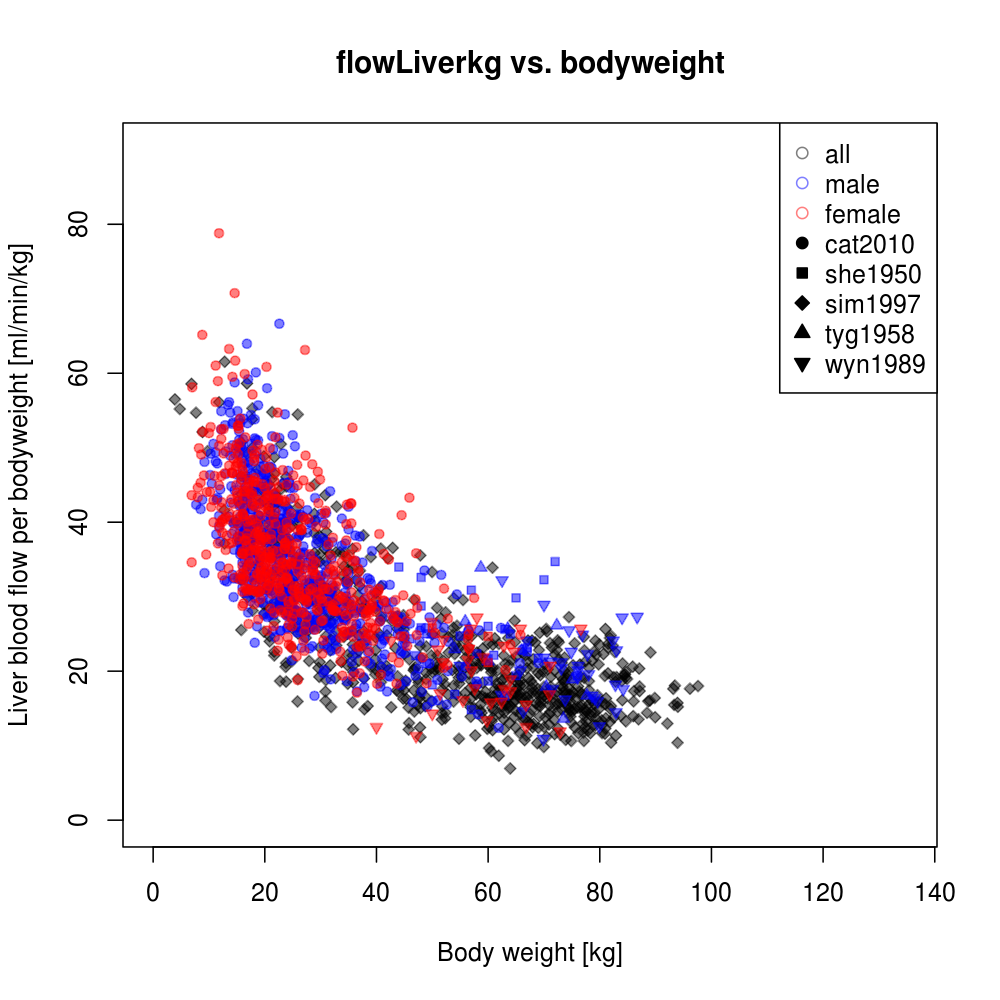 flowLiverkg vs. bodyweight
all
male
female
cat2010
she1950
sim1997
tyg1958
wyn1989
Liver blood flow per bodyweight [ml/min/kg]
80
60
40
20
0
0 20 40 60 80 100 120 140
Body weight [kg]